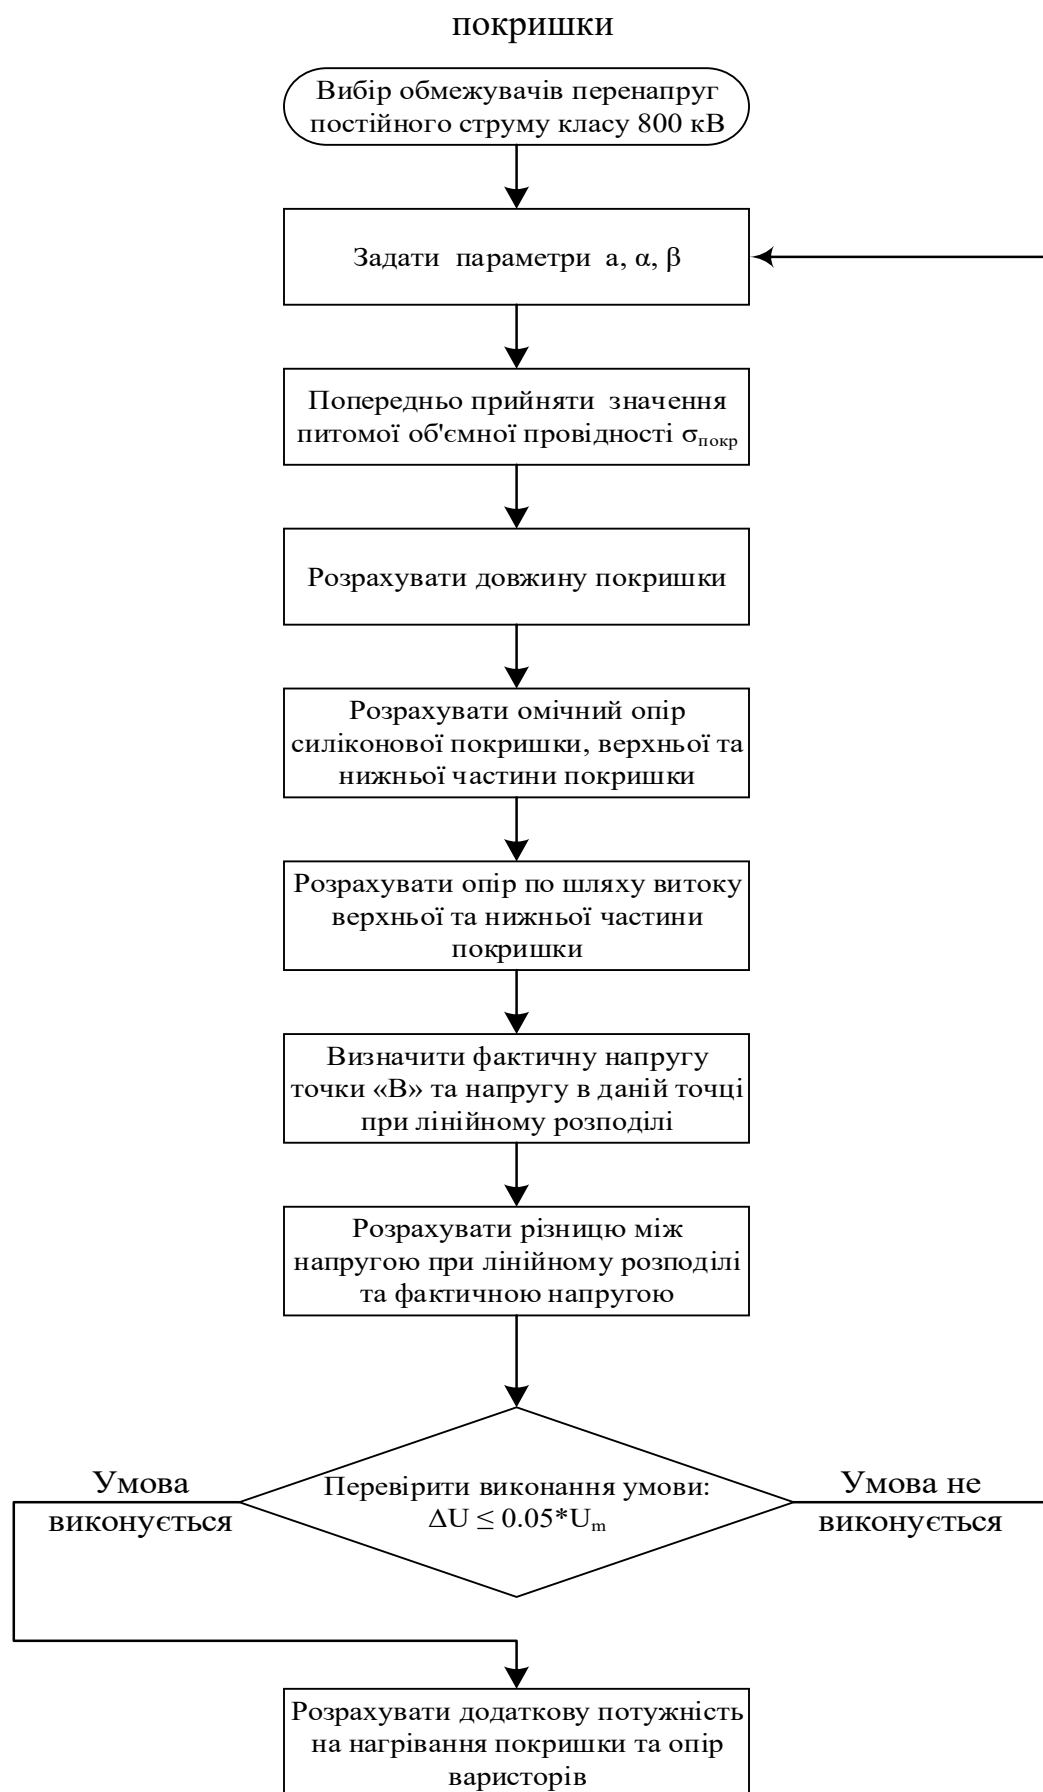 покришки
Вибір обмежувачів перенапруг
постійного струму класу 800 кВ
Задати параметри a, α, β
Попередньо прийняти значення
питомої об'ємної провідності σпокр
Розрахувати довжину покришки
Розрахувати омічний опір
силіконової покришки, верхньої та
нижньої частини покришки
Розрахувати опір по шляху витоку
верхньої та нижньої частини
покришки
Визначити фактичну напругу
точки «В» та напругу в даній точці
при лінійному розподілі
Розрахувати різницю між
напругою при лінійному розподілі
та фактичною напругою
Перевірити виконання умови:
ΔU ≤ 0.05*Um
Умова
виконується
Умова не
виконується
Розрахувати додаткову потужність
на нагрівання покришки та опір
варисторів